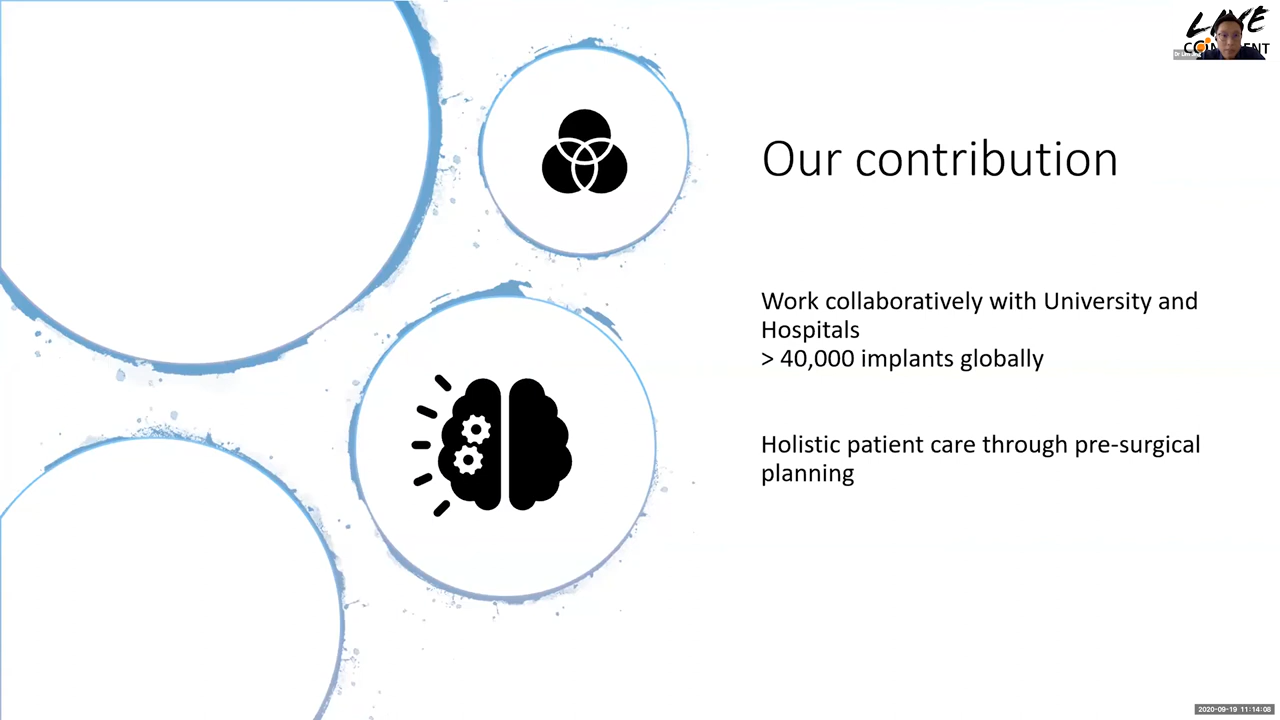 Our contribution
Work collaboratively with University and
Hospitals
> 40,000 implants globally
Holistic patient care through pre-surgical
planning
2020-09-19 11:14:08